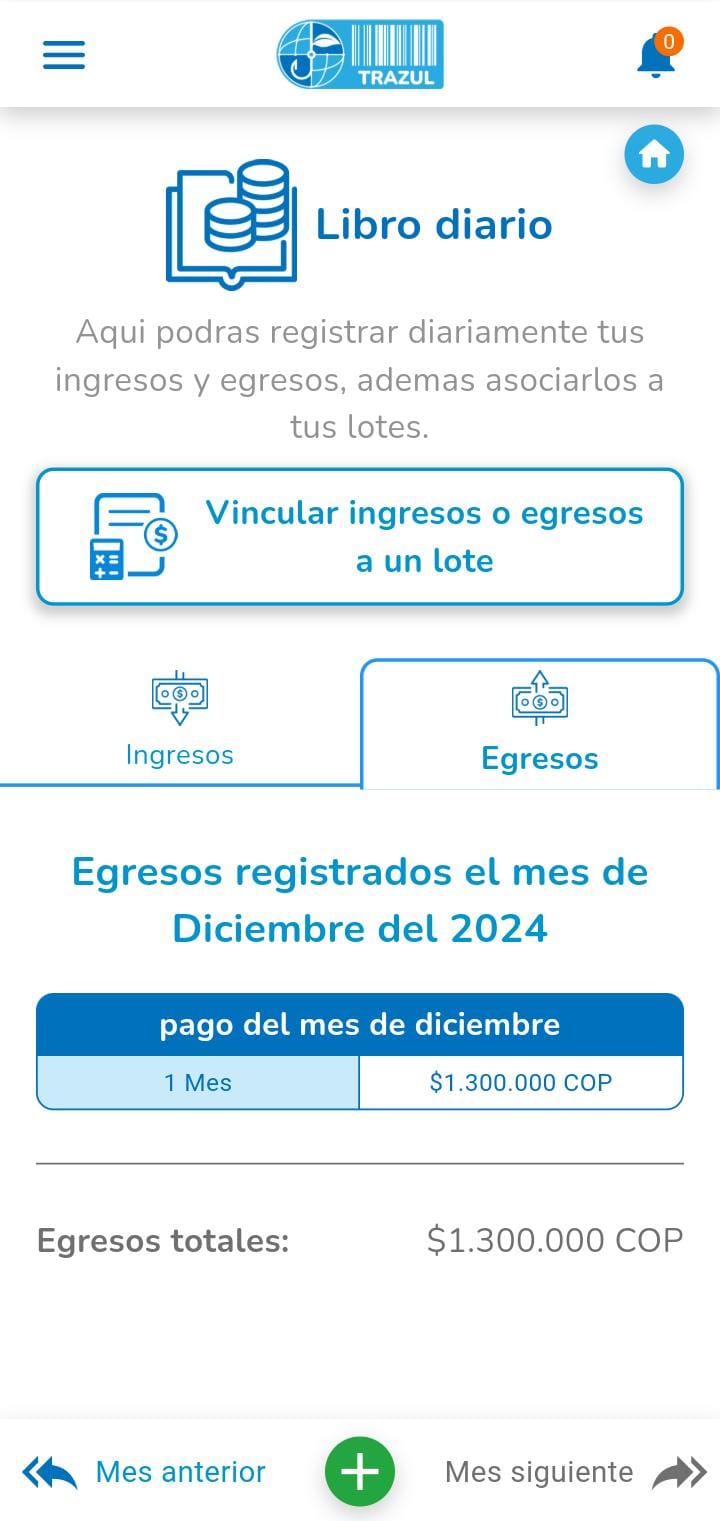 0
TRAZUL
Libro diario
Aqui podras registrar diariamente tus
ingresos y egresos, ademas asociarlos a
tus lotes.
Vincular ingresos o egresos
a un lote
Ingresos
Egresos
Egresos registrados el mes de
Diciembre del 2024
pago del mes de diciembre
1 Mes
$1.300.000 COP
Egresos totales:
$1.300.000 COP
Mes anterior
Mes siguiente